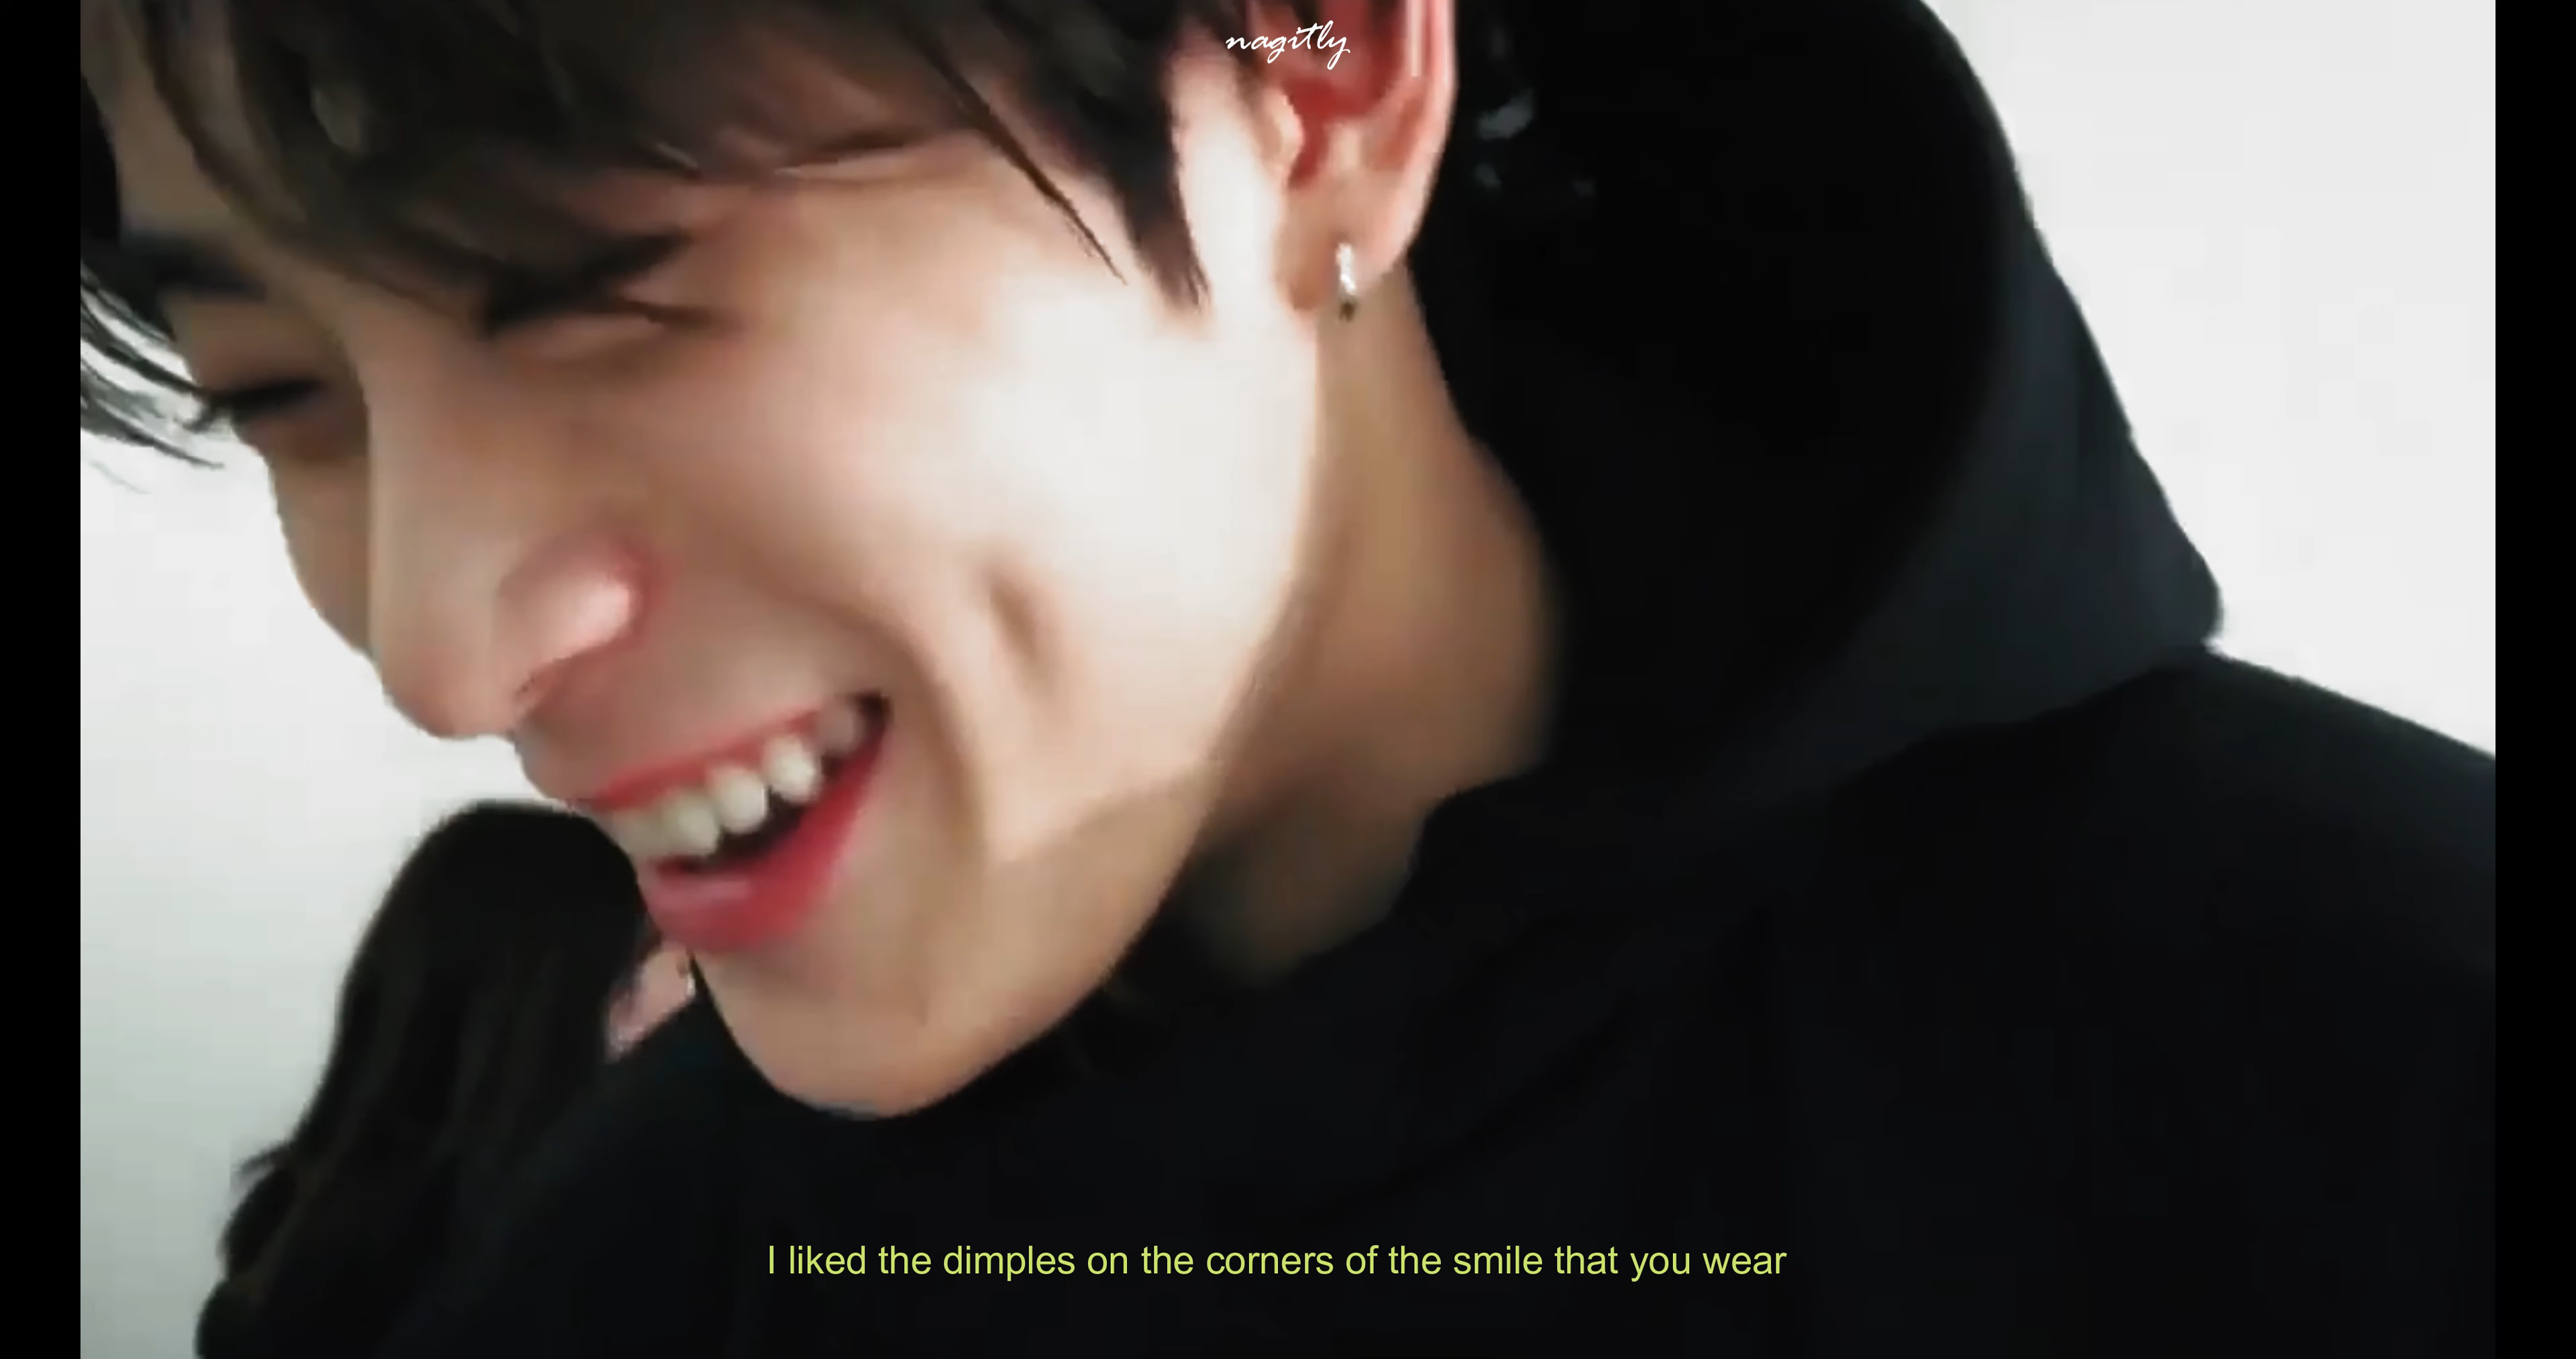 nagitly
I liked the dimples on the corners of the smile that you wear